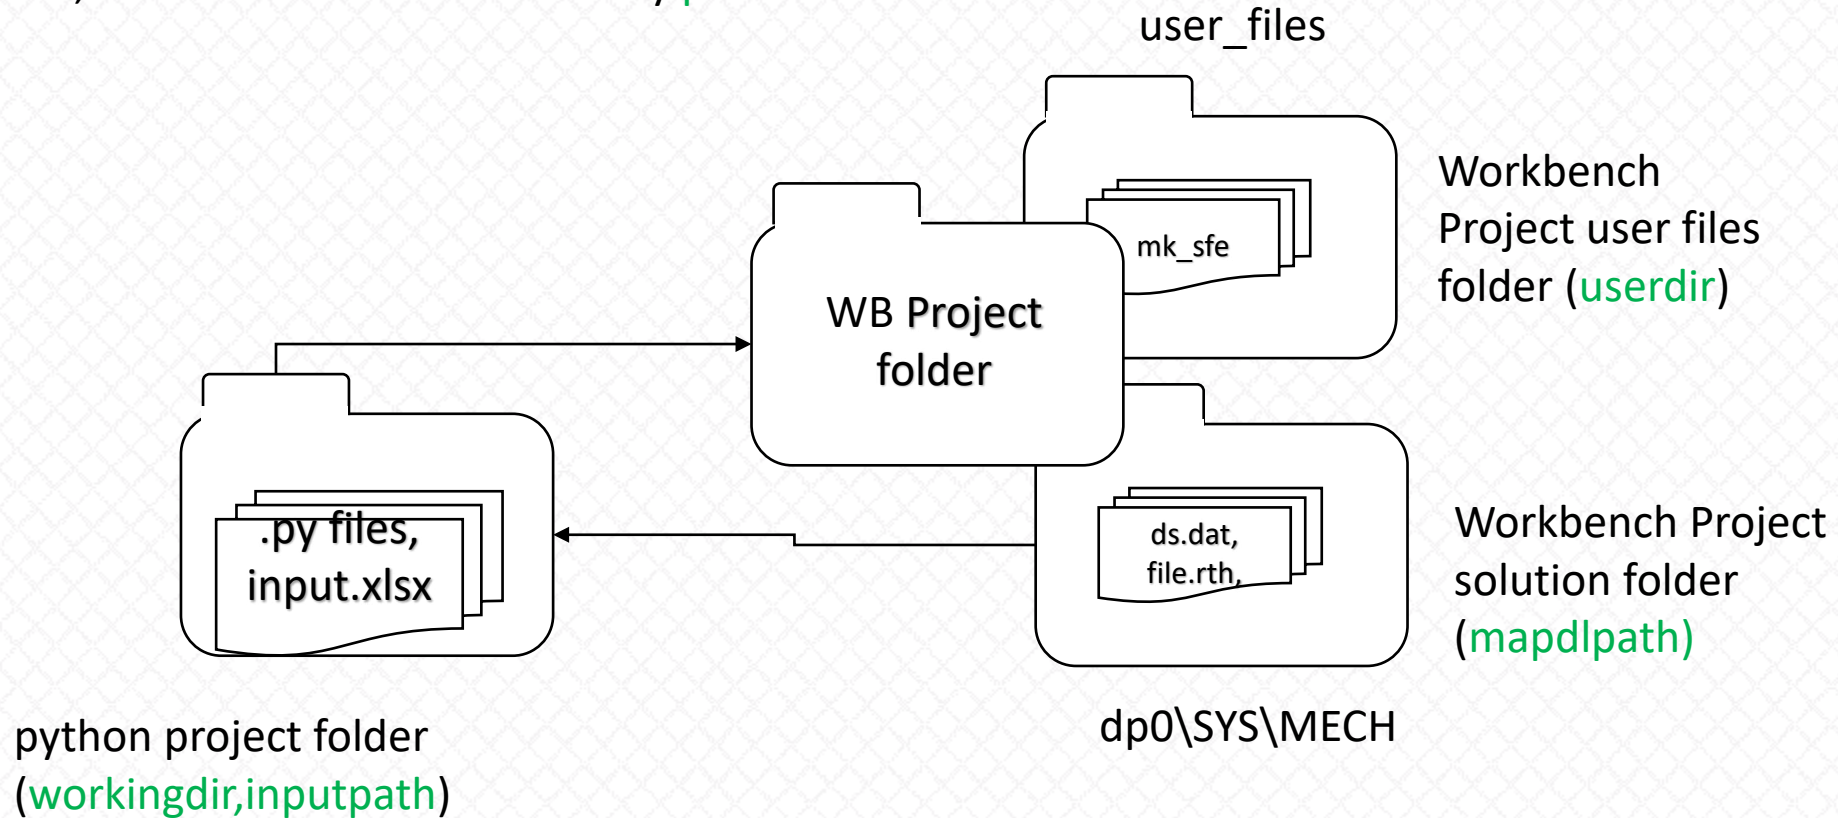 user_files
Workbench
Project user files
folder (userdir)
mk_sfe
WB Project
folder
.py files,
input.xlsx
ds.dat,
file.rth,
Workbench Project
solution folder
(mapdlpath)
dp0\SYS\MECH
python project folder
(workingdir,inputpath)